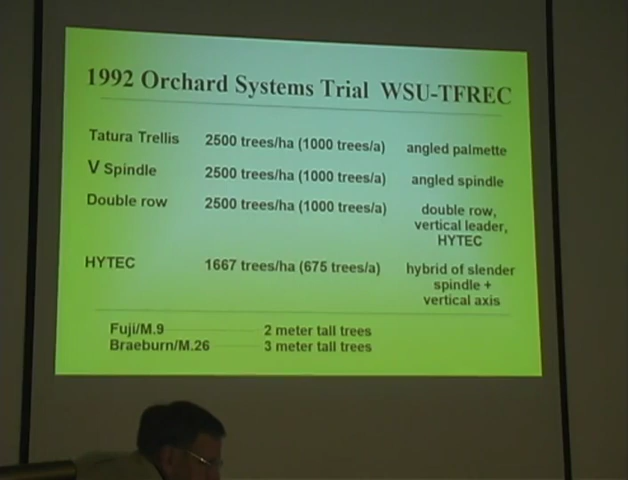 1992 Orchard Systems Trial WSU-TFREC
Tatura Trellis 2500 trees/ha (1000 trees/a) angled palmette
V Spindle 2500 trees/ha (1000 trees/a) angled spindle
Double row 2500 trees/ha (1000 trees/a) double row,
vertical leader,
HYTEC
HYTEC 1667 trees/ha (675 trees/a) hybrid of slender
spindle +
vertical axis
Fuji/M.9 2 meter tall trees
Braeburn/M.26 3 meter tall trees